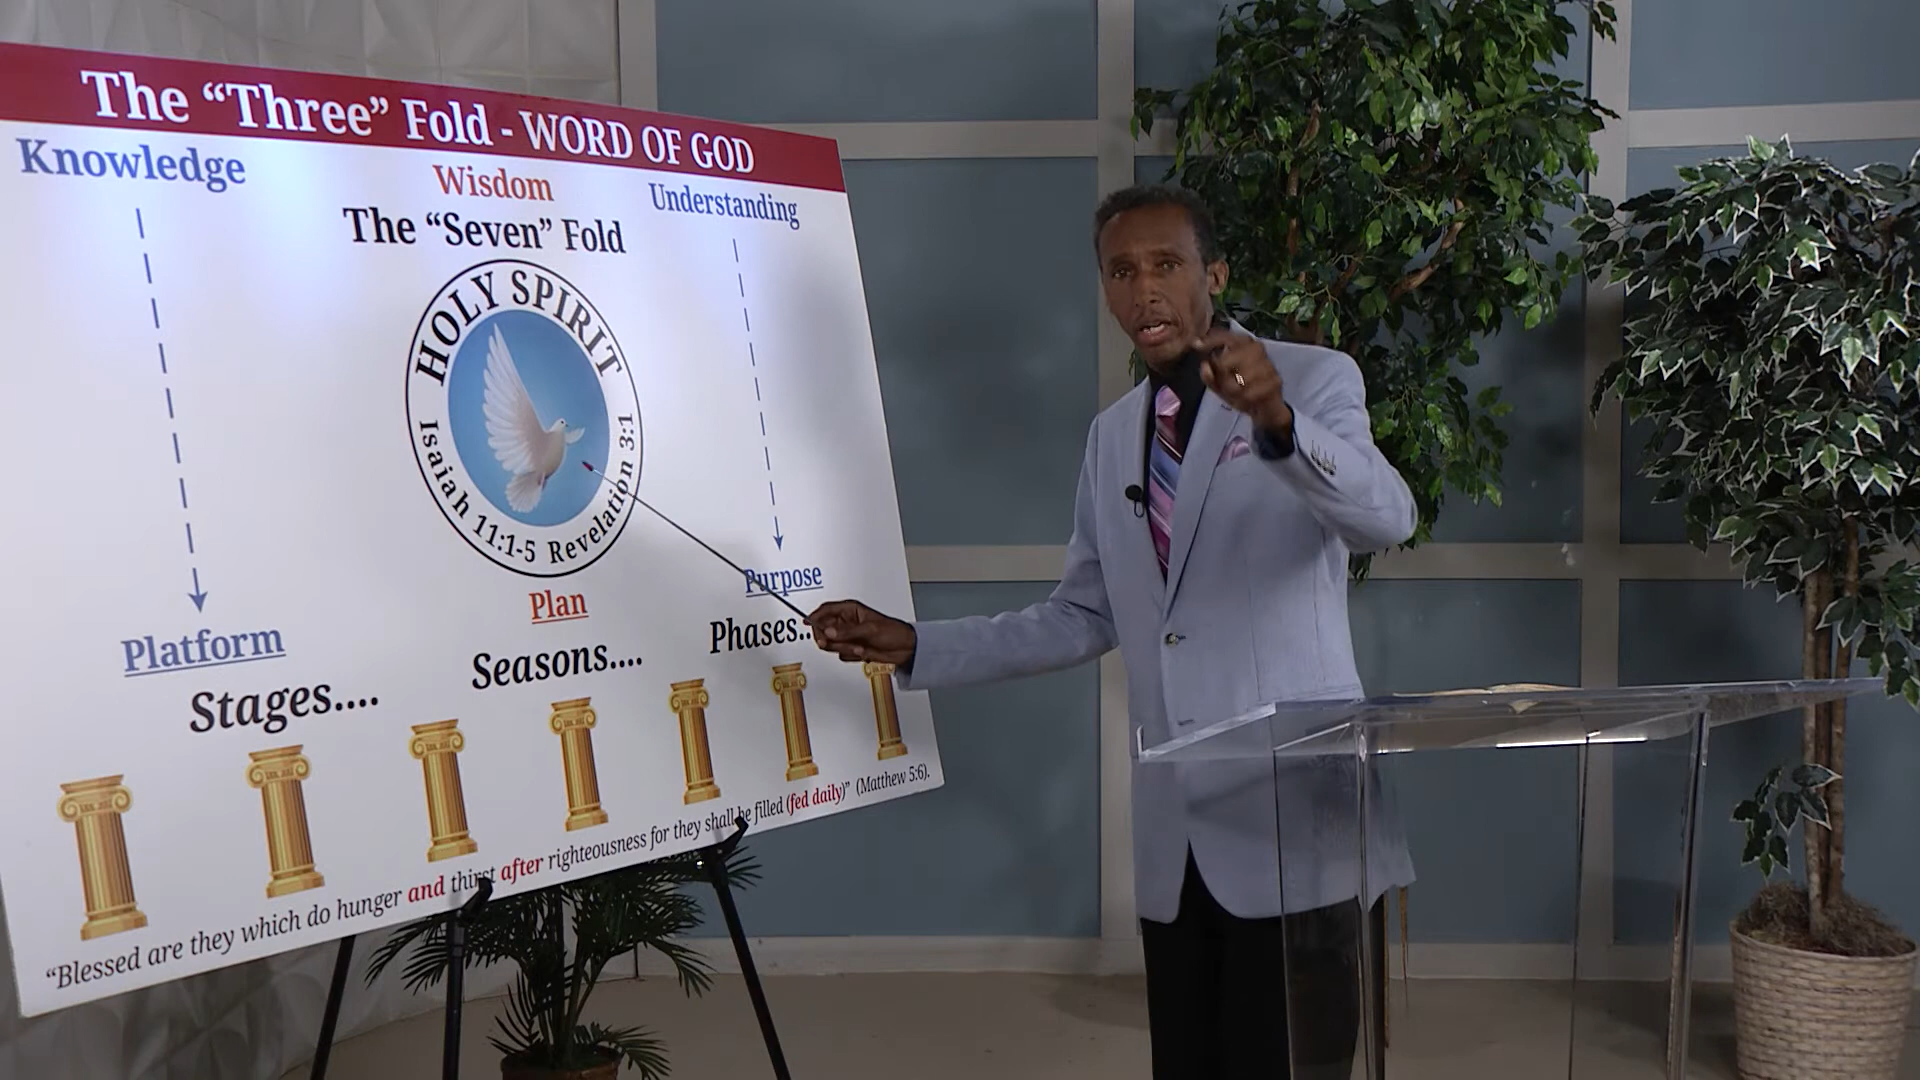 The “Three” Fold - WORD OF GOD
Knowledge
Wisdom
Understanding
The “Seven” Fold
HOLY SPIRIT
Isaiah 11:1-5 Revelation 3:1
Platform
Plan
Purpose
Stages....
Seasons....
Phases..
“Blessed are they which do hunger and thirst after righteousness for they shall be filled (fed daily)” (Matthew 5:6).